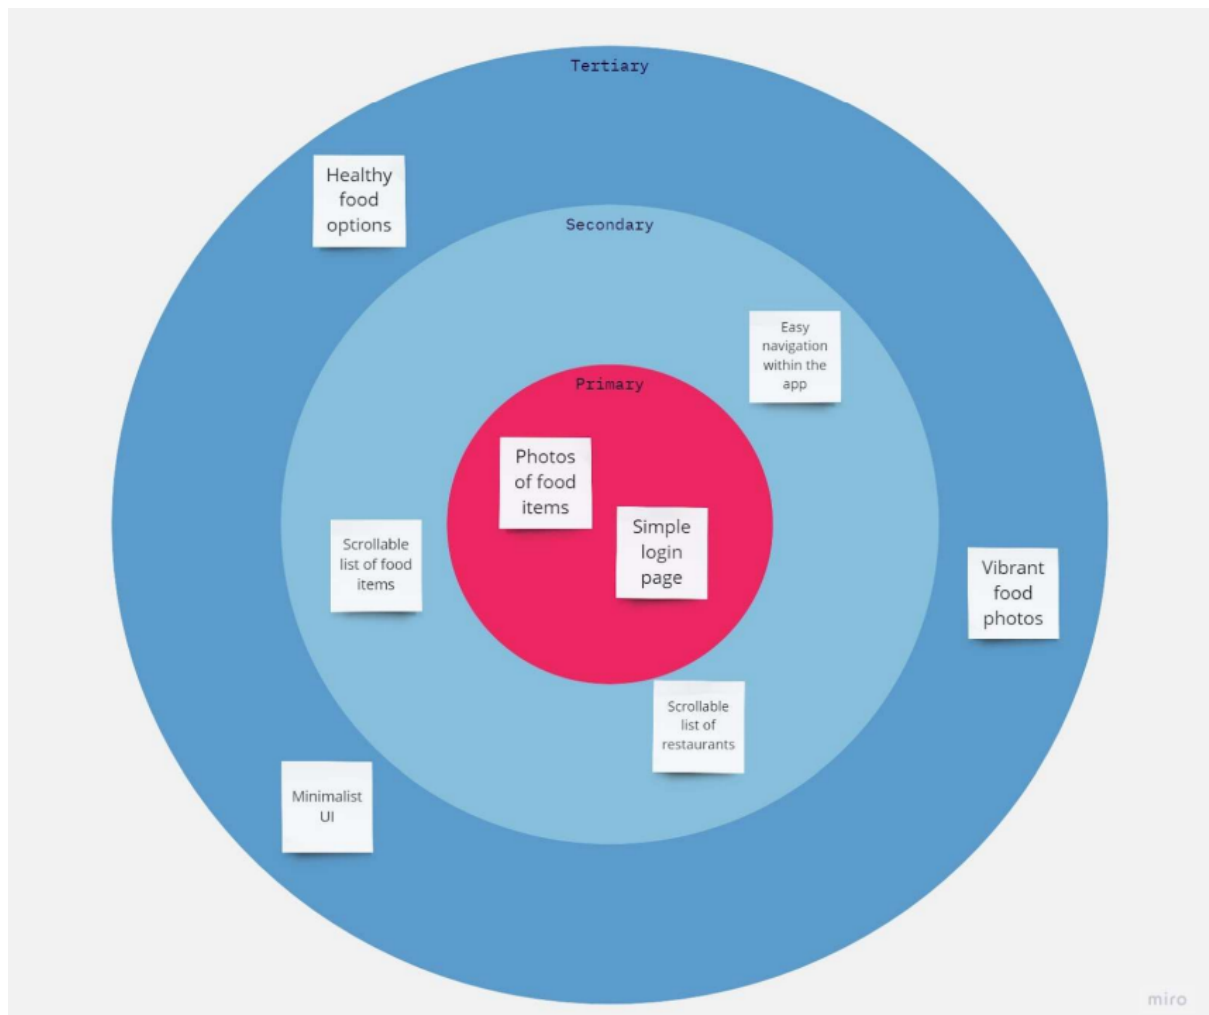 Tertiary
Healthy
food
options
Secondary
Easy
navigation
within the
app
Primary
Photos
of food
items
Simple
login
page
Scrollable
list of food
items
Vibrant
food
photos
Scrollable
list of
restaurants
Minimalist
UI
miro